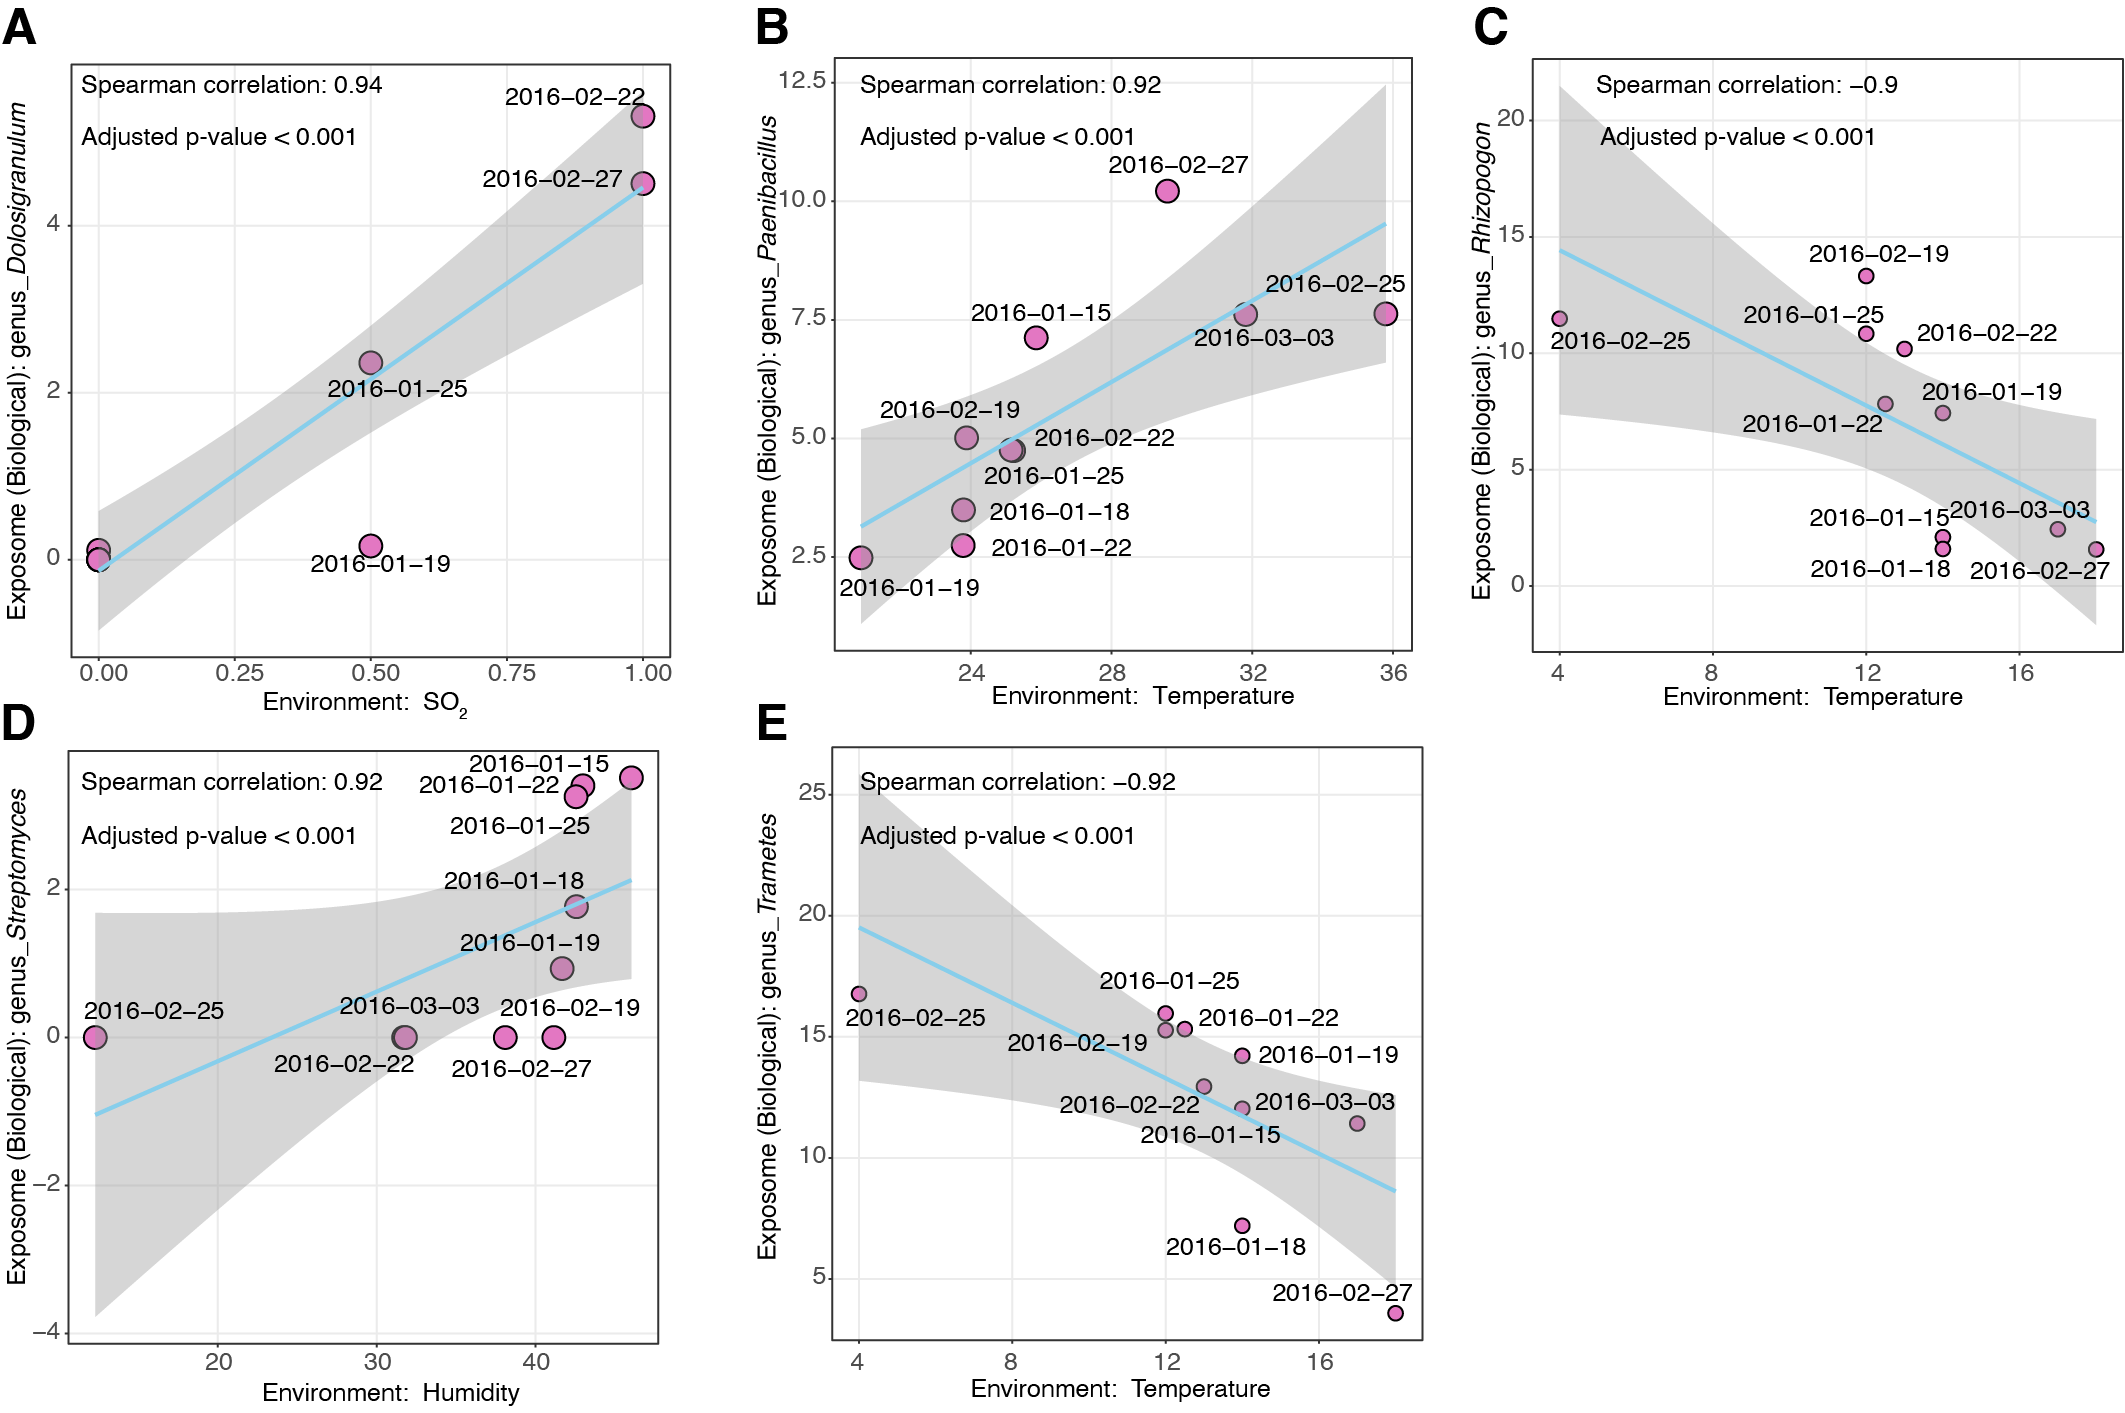 A
Spearman correlation: 0.94
Adjusted p-value < 0.001
2016−02−22
2016−02−27
2016−01−25
2016−01−19
4
2
0
0.00 0.25 0.50 0.75 1.00
Environment: SO2
Exposome (Biological): genus_Dolosigranulum
B
Spearman correlation: 0.92
Adjusted p-value < 0.001
2016−02−27
2016−02−25
2016−01−15
2016−03−03
2016−02−19
2016−02−22
2016−01−25
2016−01−18
2016−01−22
2016−01−19
12.5
10.0
7.5
5.0
2.5
24 28 32 36
Environment: Temperature
Exposome (Biological): genus_Paenibacillus
C
Spearman correlation: −0.9
Adjusted p-value < 0.001
2016−02−19
2016−01−25
2016−02−22
2016−02−25
2016−01−19
2016−01−22
2016−03−03
2016−01−15
2016−01−18
2016−02−27
20
15
10
5
0
4 8 12 16
Environment: Temperature
Exposome (Biological): genus_Rhizopogon
D
Spearman correlation: 0.92
Adjusted p-value < 0.001
2016−01−15
2016−01−22
2016−01−25
2016−01−18
2016−01−19
2016−03−03
2016−02−19
2016−02−25
2016−02−22
2016−02−27
2
0
−2
−4
20 30 40
Environment: Humidity
Exposome (Biological): genus_Streptomyces
E
Spearman correlation: −0.92
Adjusted p-value < 0.001
2016−01−25
2016−02−25
2016−01−22
2016−02−19
2016−01−19
2016−02−22
2016−03−03
2016−01−15
2016−01−18
2016−02−27
25
20
15
10
5
4 8 12 16
Environment: Temperature
Exposome (Biological): genus_Trametes